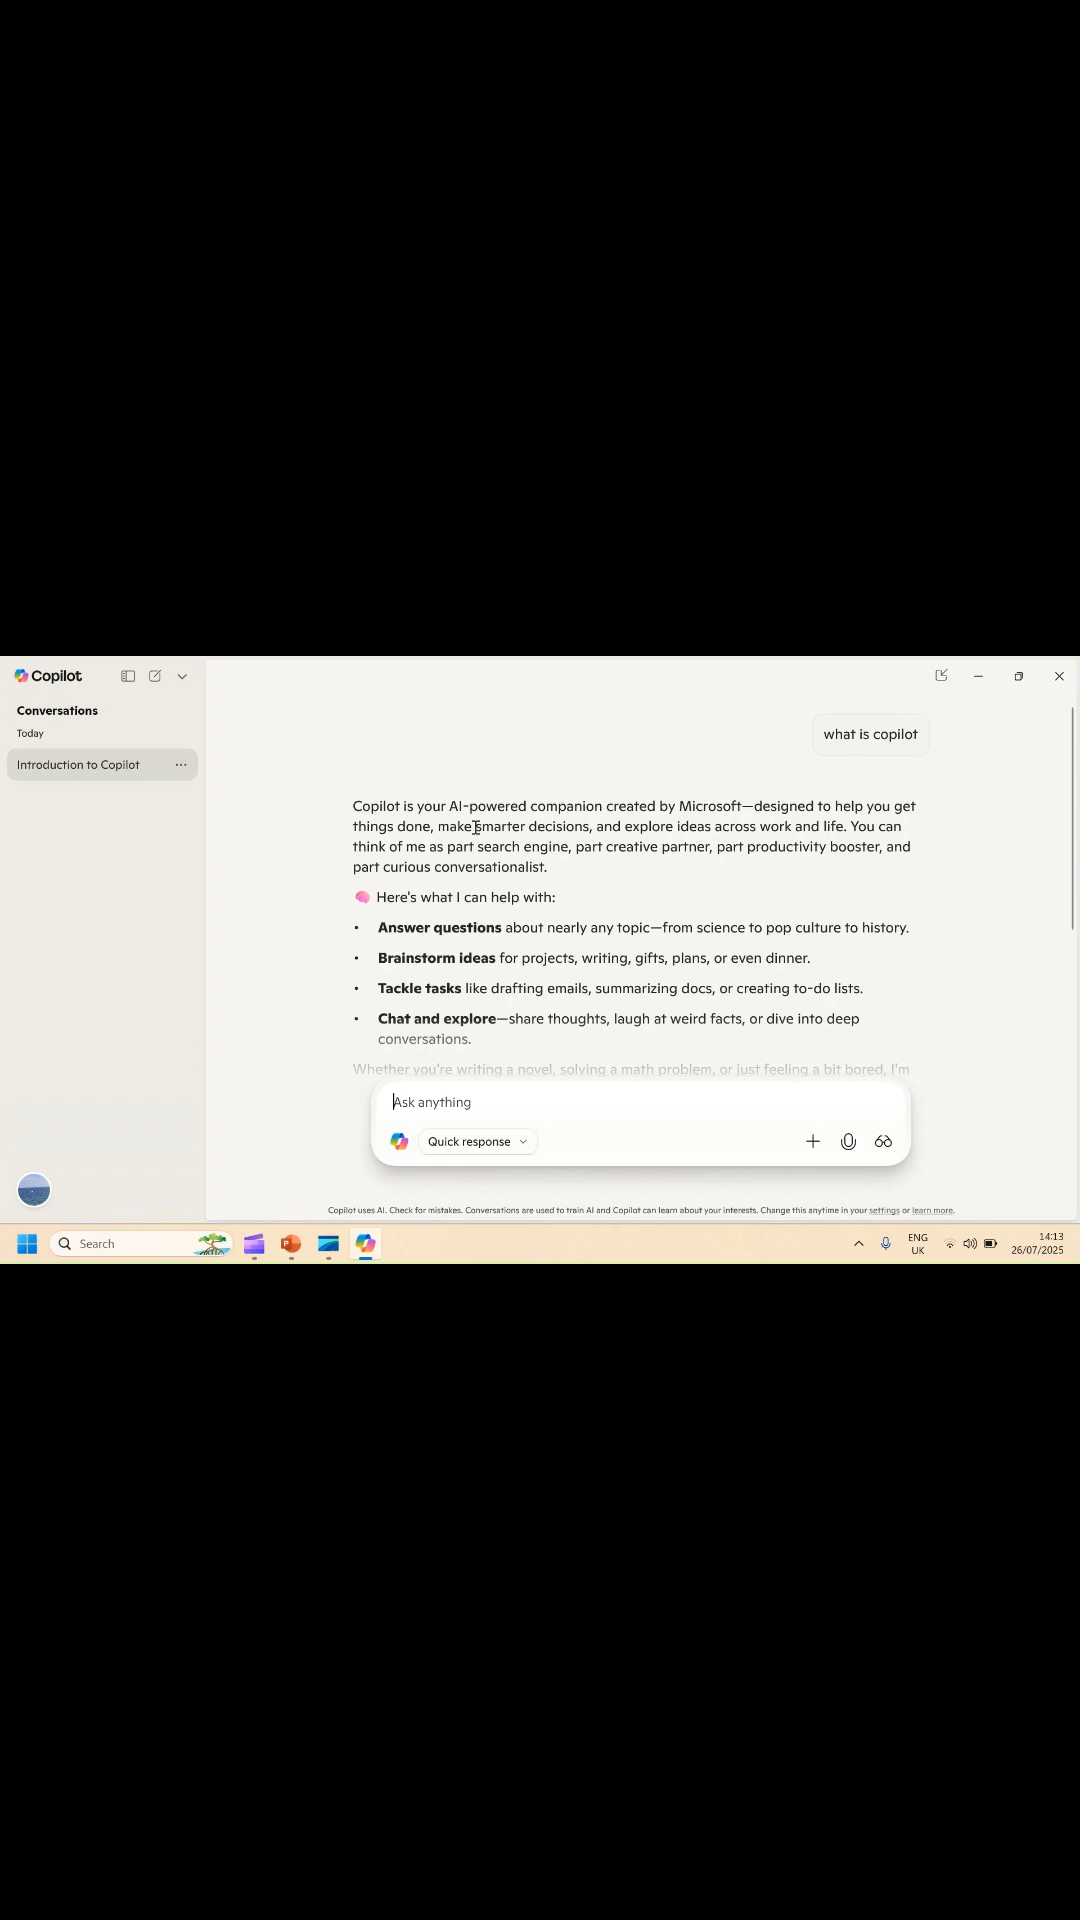 Copilot
Conversations
Today
Introduction to Copilot
what is copilot
Copilot is your AI-powered companion created by Microsoft—designed to help you get
things done, make smarter decisions, and explore ideas across work and life. You can
think of me as part search engine, part creative partner, part productivity booster, and
part curious conversationalist.
🧠 Here's what I can help with:
• Answer questions about nearly any topic—from science to pop culture to history.
• Brainstorm ideas for projects, writing, gifts, plans, or even dinner.
• Tackle tasks like drafting emails, summarizing docs, or creating to-do lists.
• Chat and explore—share thoughts, laugh at weird facts, or dive into deep
conversations.
Whether you're writing a novel, solving a math problem, or just feeling a bit bored, I'm
Ask anything
Quick response
Copilot uses AI. Check for mistakes. Conversations are used to train AI and Copilot can learn about your interests. Change this anytime in your settings or learn more.
Search
P
ENG
UK
14:13
26/07/2025